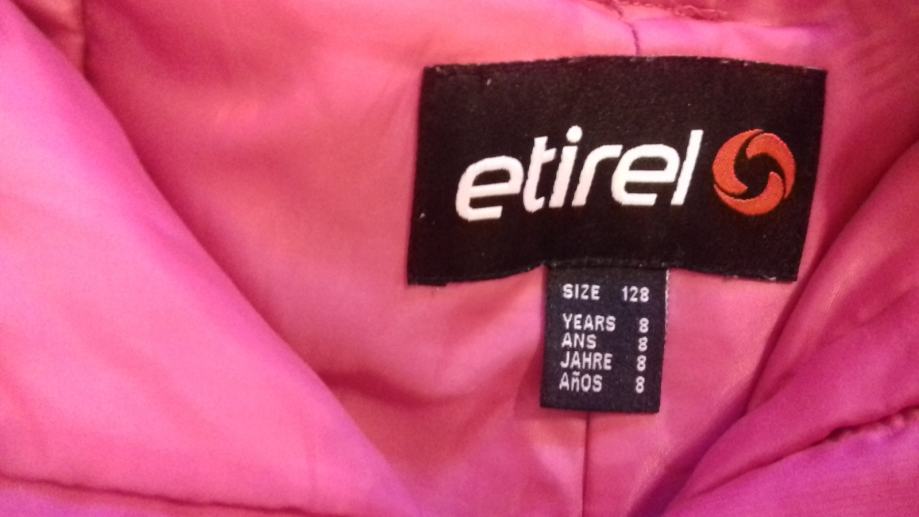 etirel
SIZE 128
YEARS 8
ANS 8
JAHRE 8
AñOS 8